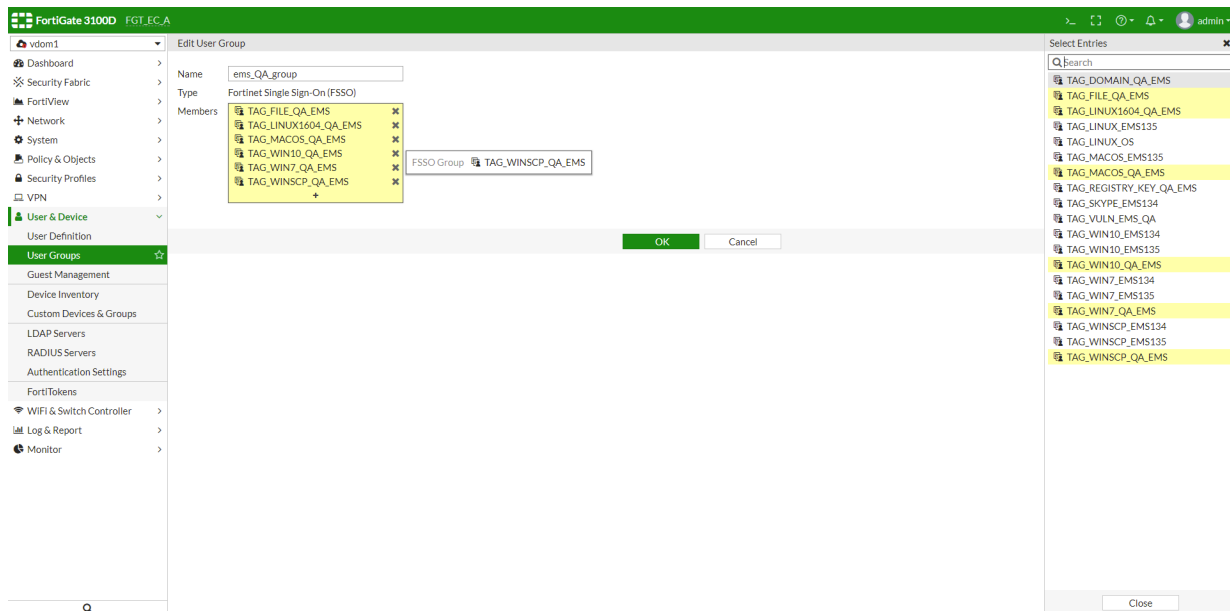 FortiGate 3100D FGT_EC_A
admin
vdom1
Dashboard
Security Fabric
FortiView
Network
System
Policy & Objects
Security Profiles
VPN
User & Device
User Definition
User Groups
Guest Management
Device Inventory
Custom Devices & Groups
LDAP Servers
RADIUS Servers
Authentication Settings
FortiTokens
WiFi & Switch Controller
Log & Report
Monitor
Edit User Group
Name ems_QA_group
Type Fortinet Single Sign-On (FSSO)
Members TAG_FILE_QA_EMS
TAG_LINUX1604_QA_EMS
TAG_MACOS_QA_EMS
TAG_WIN10_QA_EMS
TAG_WIN7_QA_EMS
TAG_WINSCP_QA_EMS
+
FSSO Group TAG_WINSCP_QA_EMS
OK Cancel
Select Entries
Search
TAG_DOMAIN_QA_EMS
TAG_FILE_QA_EMS
TAG_LINUX1604_QA_EMS
TAG_LINUX_EMS135
TAG_LINUX_OS
TAG_MACOS_EMS135
TAG_MACOS_QA_EMS
TAG_REGISTRY_KEY_QA_EMS
TAG_SKYPE_EMS134
TAG_VULN_EMS_QA
TAG_WIN10_EMS134
TAG_WIN10_EMS135
TAG_WIN10_QA_EMS
TAG_WIN7_EMS134
TAG_WIN7_EMS135
TAG_WIN7_QA_EMS
TAG_WINSCP_EMS134
TAG_WINSCP_EMS135
TAG_WINSCP_QA_EMS
Close